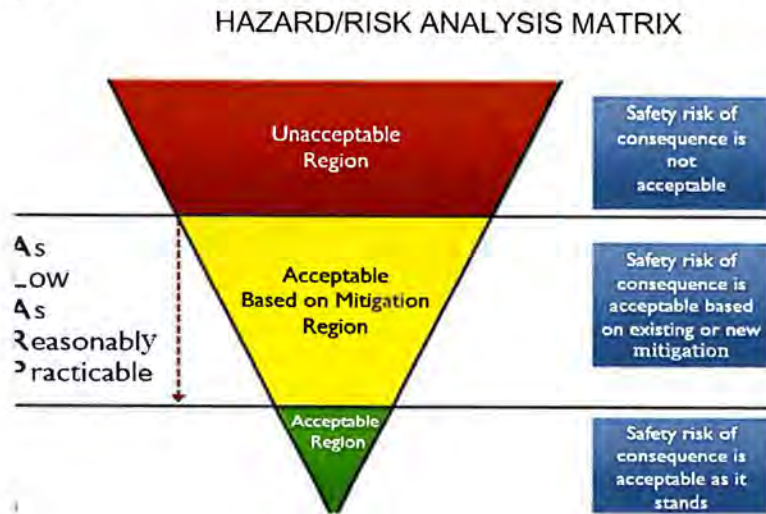 HAZARD/RISK ANALYSIS MATRIX
Unacceptable
Region
Safety risk of
consequence is
not
acceptable
As
Low
As
Reasonably
Practicable
Acceptable
Based on Mitigation
Region
Safety risk of
consequence is
acceptable based
on existing or new
mitigation
Acceptable
Region
Safety risk of
consequence is
acceptable as it
stands